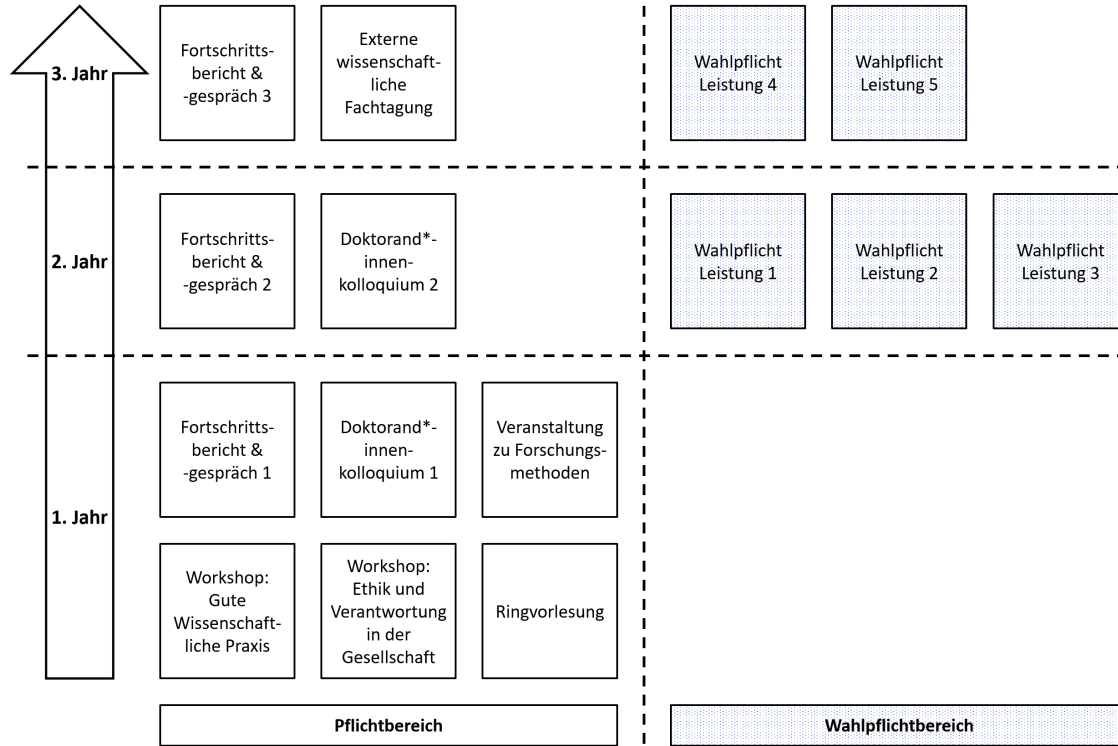 3. Jahr
Fortschritts-
bericht &
-gespräch 3
Externe
wissenschaft-
liche
Fachtagung
Wahlpflicht
Leistung 4
Wahlpflicht
Leistung 5
2. Jahr
Fortschritts-
bericht &
-gespräch 2
Doktorand*-
innen-
kolloquium 2
Wahlpflicht
Leistung 1
Wahlpflicht
Leistung 2
Wahlpflicht
Leistung 3
1. Jahr
Fortschritts-
bericht &
-gespräch 1
Doktorand*-
innen-
kolloquium 1
Veranstaltung
zu Forschungs-
methoden
Workshop:
Gute
Wissenschaft-
liche Praxis
Workshop:
Ethik und
Verantwortung
in der
Gesellschaft
Ringvorlesung
Pflichtbereich
Wahlpflichtbereich